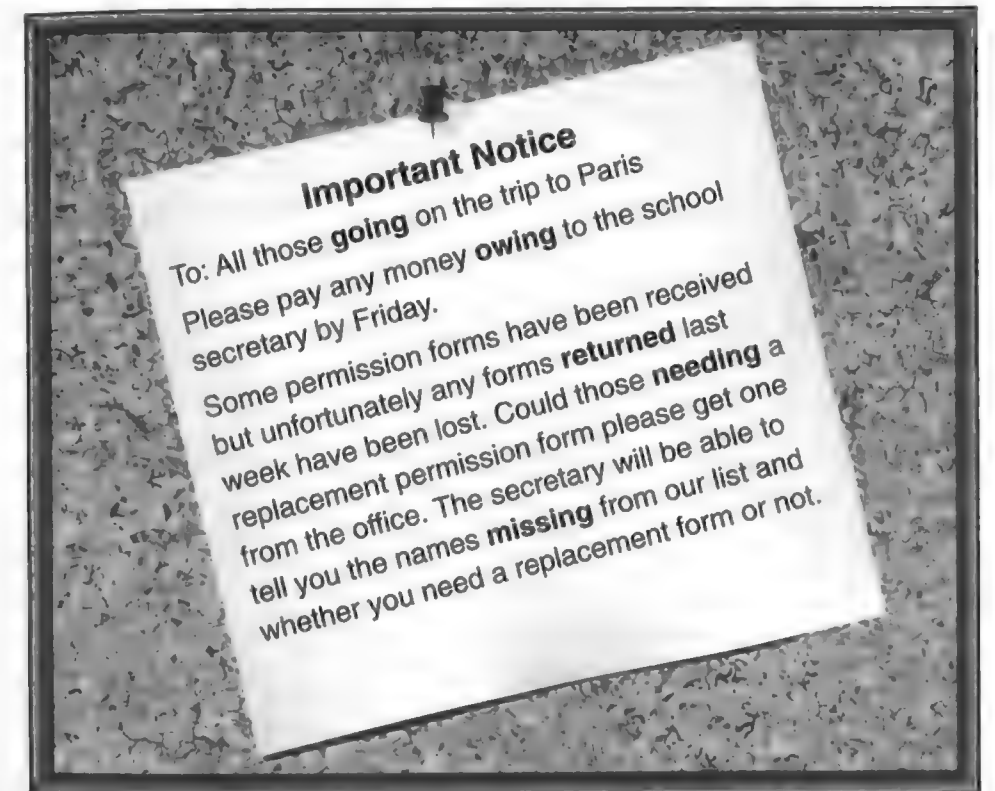 Important Notice
To: All those going on the trip to Paris
Please pay any money owing to the school
secretary by Friday.
Some permission forms have been received
but unfortunately any forms returned last
week have been lost. Could those needing a
replacement permission form please get one
from the office. The secretary will be able to
tell you the names missing from our list and
whether you need a replacement form or not.